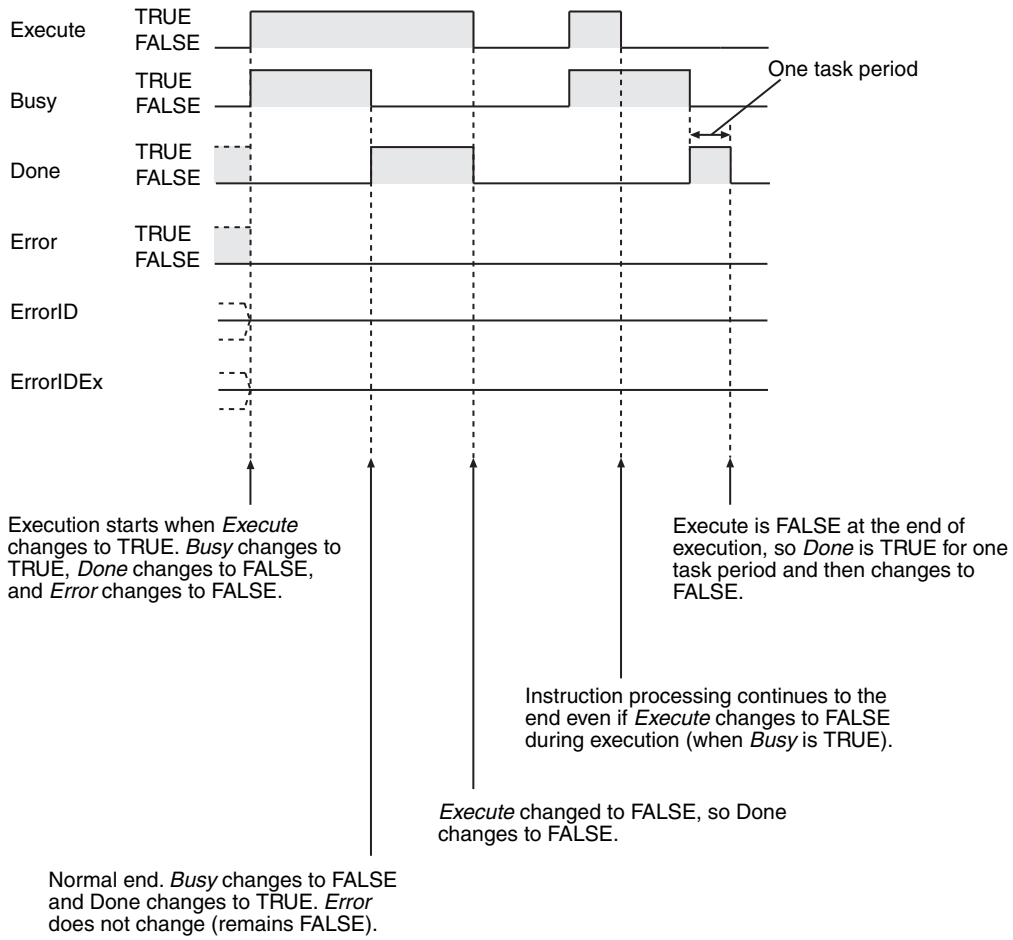 Execute
TRUE
FALSE
Busy
TRUE
FALSE
One task period
Done
TRUE
FALSE
Error
TRUE
FALSE
ErrorID
ErrorIDEx
Execution starts when Execute
changes to TRUE. Busy changes to
TRUE, Done changes to FALSE,
and Error changes to FALSE.
Execute is FALSE at the end of
execution, so Done is TRUE for one
task period and then changes to
FALSE.
Instruction processing continues to the
end even if Execute changes to FALSE
during execution (when Busy is TRUE).
Execute changed to FALSE, so Done
changes to FALSE.
Normal end. Busy changes to FALSE
and Done changes to TRUE. Error
does not change (remains FALSE).